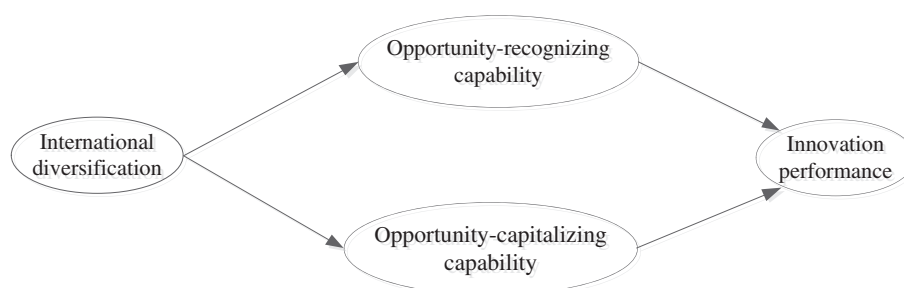 Opportunity-recognizing
capability
International
diversification
Innovation
performance
Opportunity-capitalizing
capability